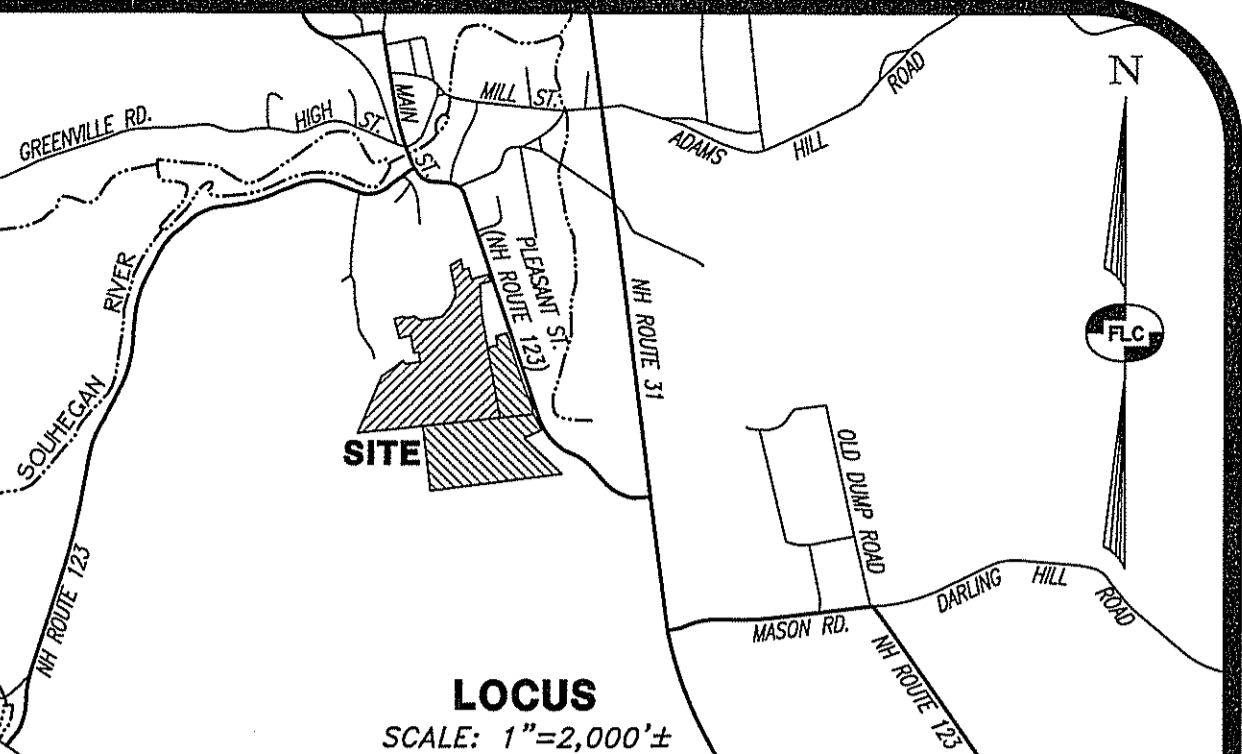 GREENVILLE RD.
HIGH ST.
MAIN ST.
MILL ST.
ADAMS HILL ROAD
N
FLC
SOUHEGAN RIVER
PLEASANT ST.
(NH ROUTE 123)
NH ROUTE 31
SITE
OLD DUMP ROAD
NH ROUTE 123
MASON RD.
DARLING HILL ROAD
NH ROUTE 123
LOCUS
SCALE: 1"=2,000'±